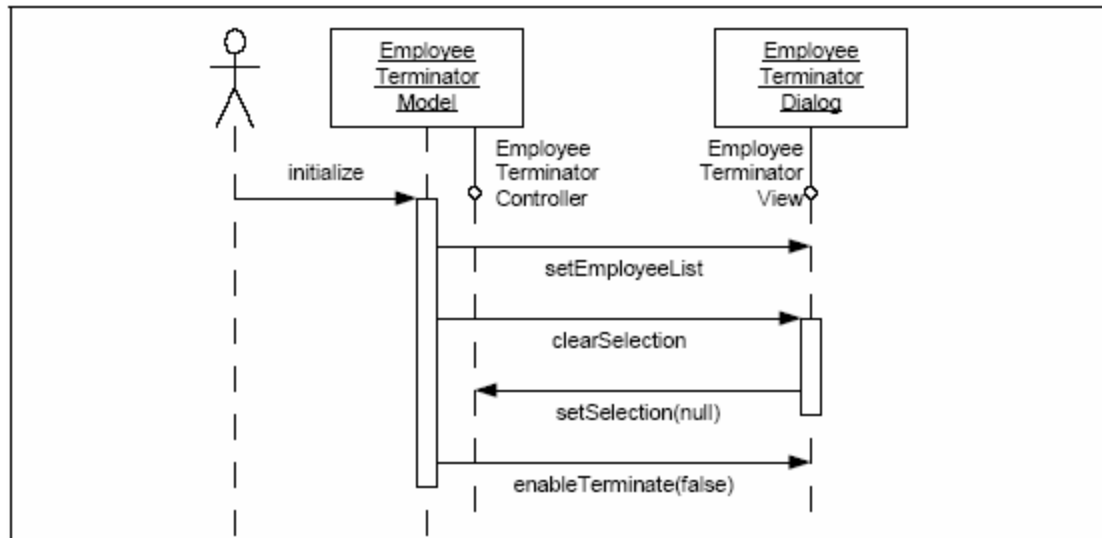 Employee
Terminator
Model
Employee
Terminator
Dialog
Employee
Terminator
Controller
Employee
Terminator
View
initialize
setEmployeeList
clearSelection
setSelection(null)
enableTerminate(false)